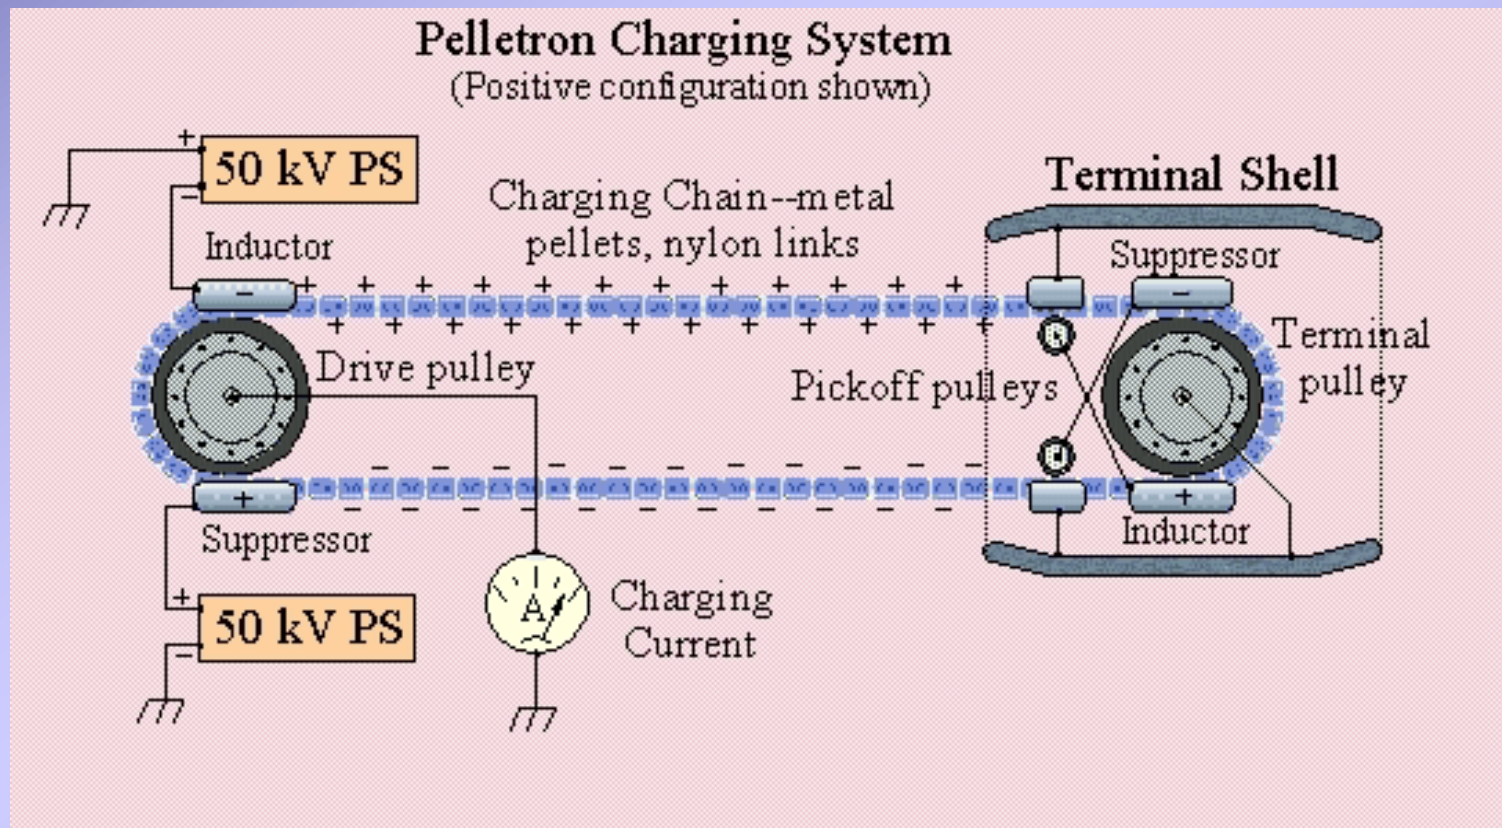 Pelletron Charging System
(Positive configuration shown)
+
50 kV PS
−
Terminal Shell
Charging Chain--metal
pellets, nylon links
Inductor
Suppressor
−
+ + + + + + + + + + + +
−
+ + + + + + + + + + + +
Drive pulley
Terminal
pulley
Pickoff pulleys
− − − − − − − − − − −
+
− − − − − − − − − − −
+
Suppressor
Inductor
+
50 kV PS
−
A
Charging
Current